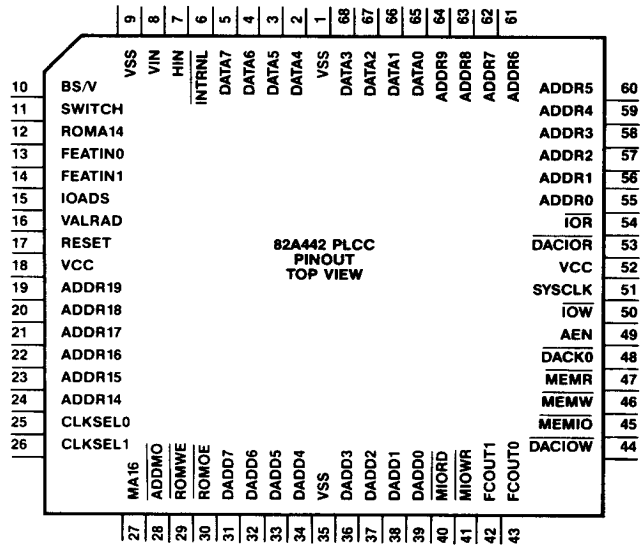 9 8 7 6 5 4 3 2 1 68 67 66 65 64 63 62 61
VSS VIN HIN INTRNL DATA7 DATA6 DATA5 DATA4 VSS DATA3 DATA2 DATA1 DATA0 ADDR9 ADDR8 ADDR7 ADDR6
10 BS/V
11 SWITCH
12 ROMA14
13 FEATIN0
14 FEATIN1
15 IOADS
16 VALRAD
17 RESET
18 VCC
19 ADDR19
20 ADDR18
21 ADDR17
22 ADDR16
23 ADDR15
24 ADDR14
25 CLKSEL0
26 CLKSEL1
82A442 PLCC
PINOUT
TOP VIEW
ADDR5 60
ADDR4 59
ADDR3 58
ADDR2 57
ADDR1 56
ADDR0 55
IOR 54
DACIOR 53
VCC 52
SYSCLK 51
IOW 50
AEN 49
DACK0 48
MEMR 47
MEMW 46
MEMIO 45
DACIOW 44
MA16 ADDMO ROMWE ROMOE DADD7 DADD6 DADD5 DADD4 VSS DADD3 DADD2 DADD1 DADD0 MIORD MIOWR FCOUT1 FCOUT0
27 28 29 30 31 32 33 34 35 36 37 38 39 40 41 42 43